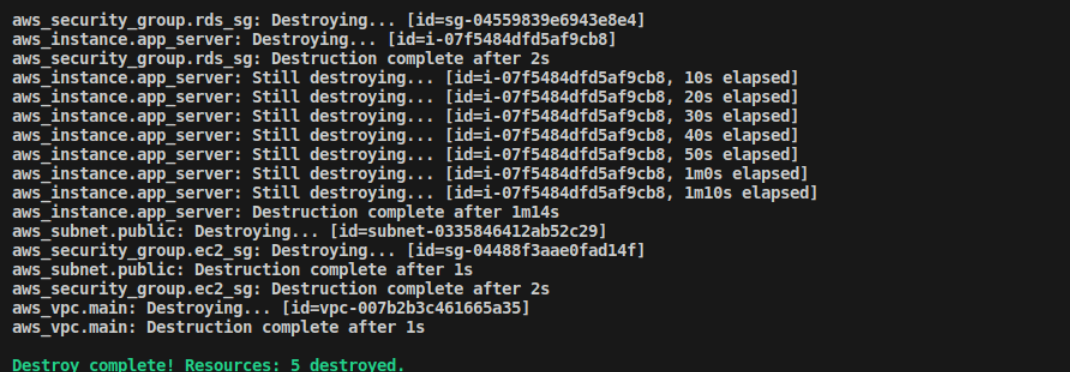 aws_security_group.rds_sg: Destroying... [id=sg-04559839e6943e8e4]
aws_instance.app_server: Destroying... [id=i-07f5484dfd5af9cb8]
aws_security_group.rds_sg: Destruction complete after 2s
aws_instance.app_server: Still destroying... [id=i-07f5484dfd5af9cb8, 10s elapsed]
aws_instance.app_server: Still destroying... [id=i-07f5484dfd5af9cb8, 20s elapsed]
aws_instance.app_server: Still destroying... [id=i-07f5484dfd5af9cb8, 30s elapsed]
aws_instance.app_server: Still destroying... [id=i-07f5484dfd5af9cb8, 40s elapsed]
aws_instance.app_server: Still destroying... [id=i-07f5484dfd5af9cb8, 50s elapsed]
aws_instance.app_server: Still destroying... [id=i-07f5484dfd5af9cb8, 1m0s elapsed]
aws_instance.app_server: Still destroying... [id=i-07f5484dfd5af9cb8, 1m10s elapsed]
aws_instance.app_server: Destruction complete after 1m14s
aws_subnet.public: Destroying... [id=subnet-0335846412ab52c29]
aws_security_group.ec2_sg: Destroying... [id=sg-04488f3aae0fad14f]
aws_subnet.public: Destruction complete after 1s
aws_security_group.ec2_sg: Destruction complete after 2s
aws_vpc.main: Destroying... [id=vpc-007b2b3c461665a35]
aws_vpc.main: Destruction complete after 1s
Destroy complete! Resources: 5 destroyed.